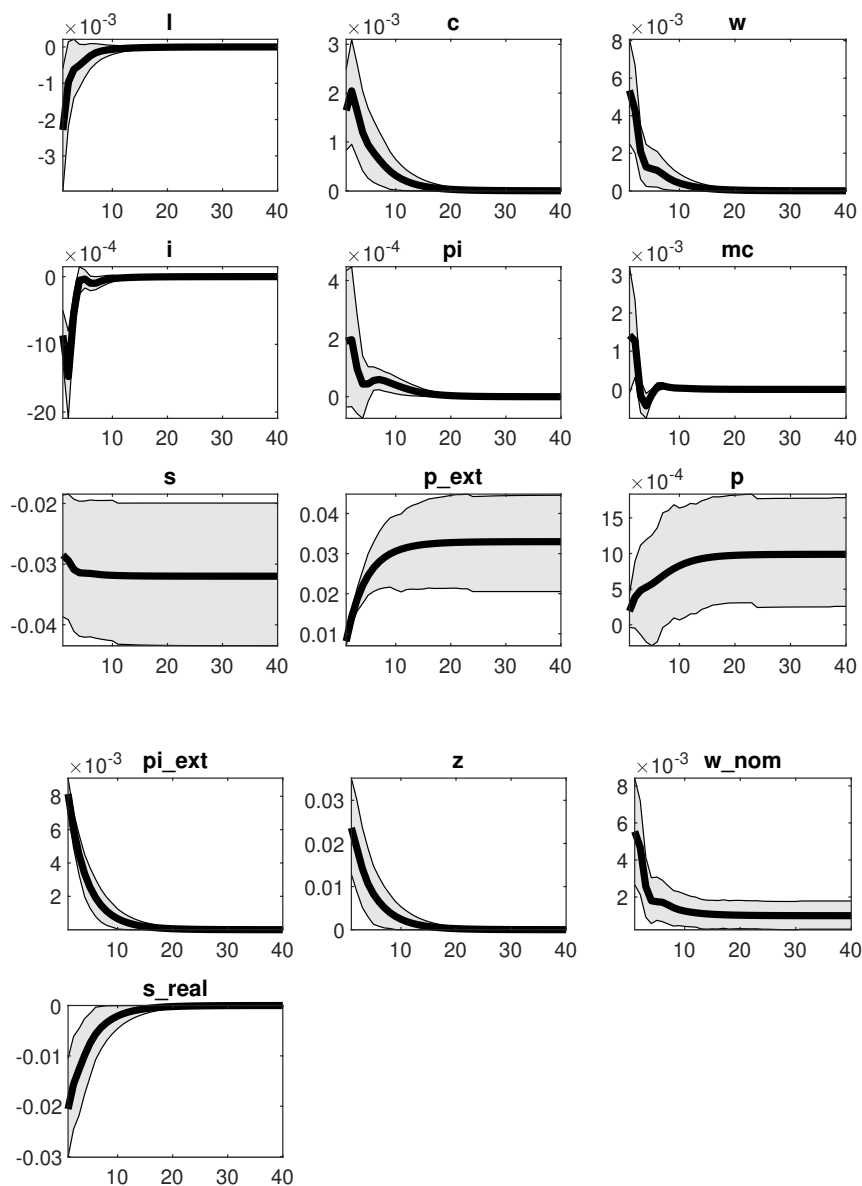 ×10⁻³ l
0
-1
-2
-3
10 20 30 40
×10⁻³ c
3
2
1
0
10 20 30 40
×10⁻³ w
8
6
4
2
0
10 20 30 40
×10⁻⁴ i
0
-10
-20
10 20 30 40
×10⁻⁴ pi
4
2
0
10 20 30 40
×10⁻³ mc
3
2
1
0
10 20 30 40
s
-0.02
-0.03
-0.04
10 20 30 40
p_ext
0.04
0.03
0.02
0.01
10 20 30 40
×10⁻⁴ p
15
10
5
0
10 20 30 40
×10⁻³ pi_ext
8
6
4
2
10 20 30 40
z
0.03
0.02
0.01
0
10 20 30 40
×10⁻³ w_nom
8
6
4
2
10 20 30 40
s_real
0
-0.01
-0.02
-0.03
10 20 30 40